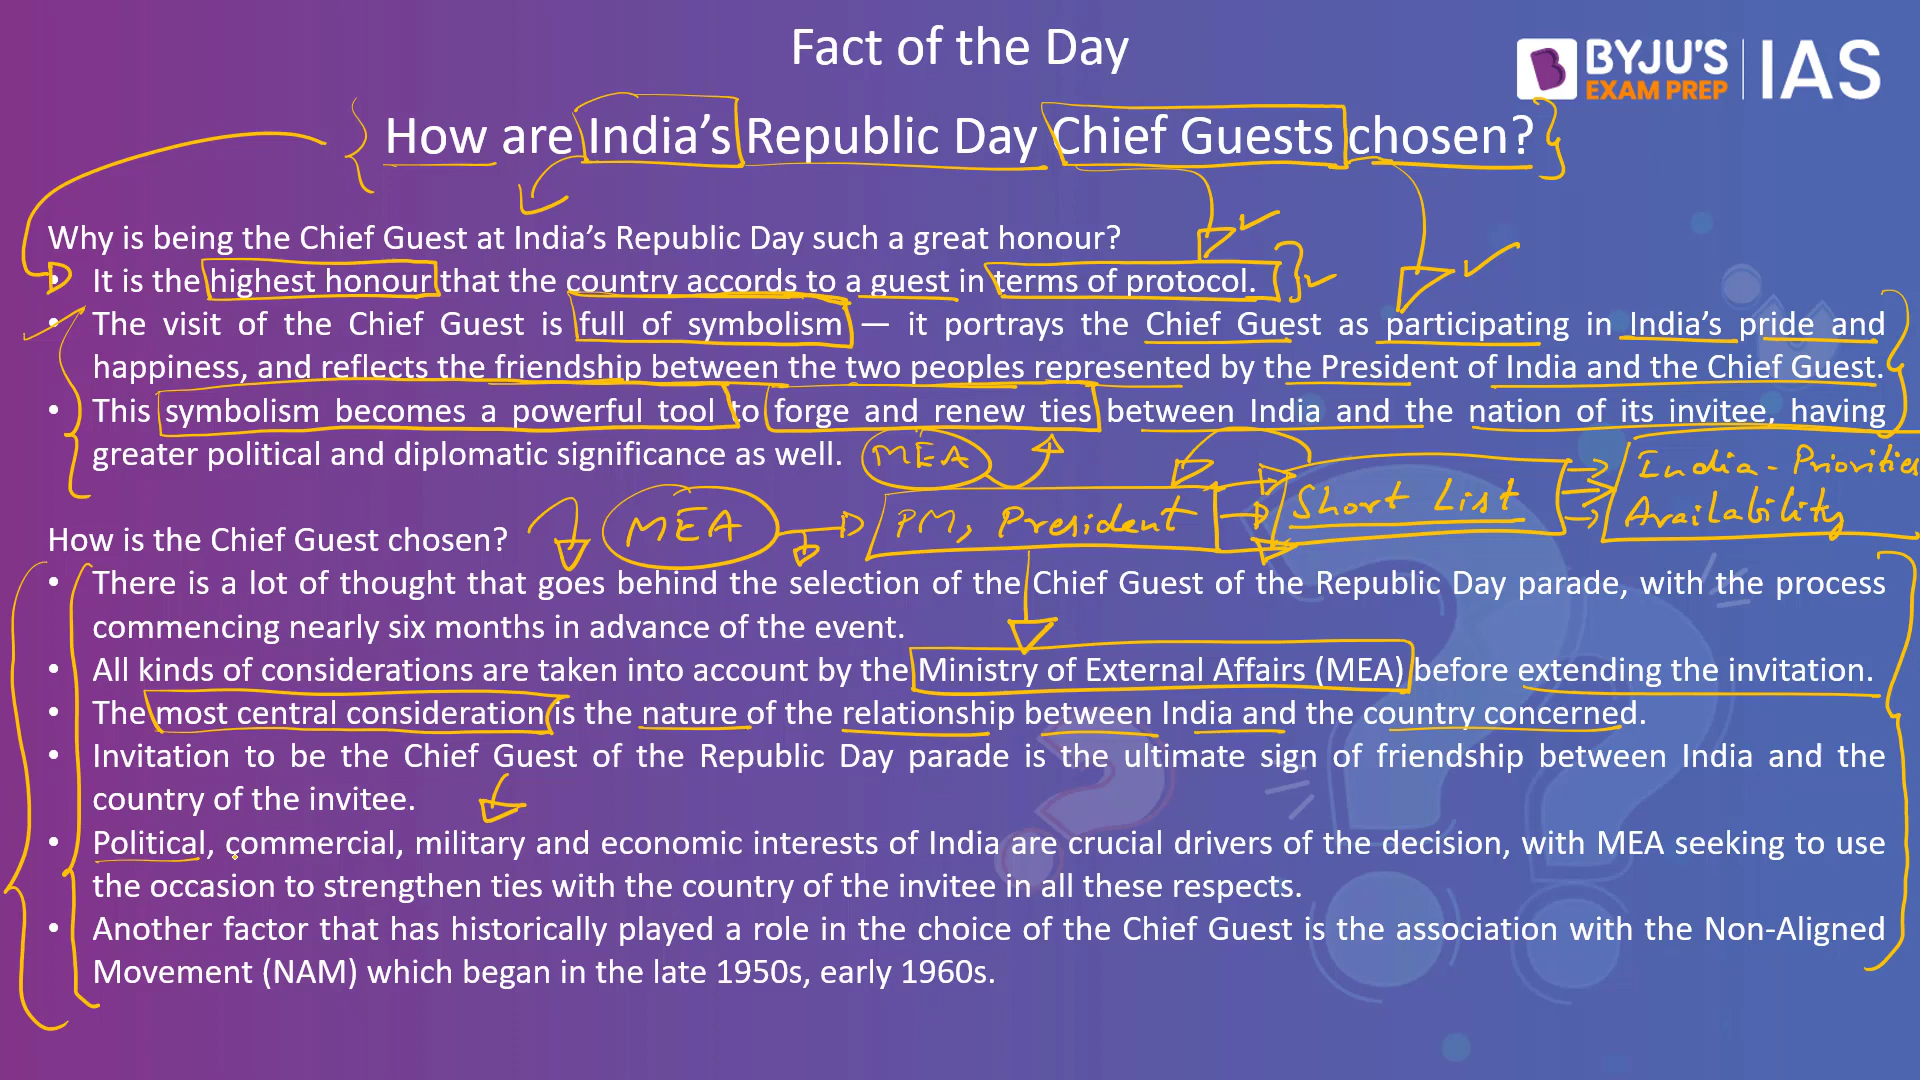 Fact of the Day
BYJU'S
EXAM PREP
IAS
How are India's Republic Day Chief Guests chosen?
Why is being the Chief Guest at India's Republic Day such a great honour?
• It is the highest honour that the country accords to a guest in terms of protocol.
• The visit of the Chief Guest is full of symbolism — it portrays the Chief Guest as participating in India's pride and
happiness, and reflects the friendship between the two peoples represented by the President of India and the Chief Guest.
• This symbolism becomes a powerful tool to forge and renew ties between India and the nation of its invitee, having
greater political and diplomatic significance as well.
MEA
India - Priorities
Availability
MEA
PM, President
Short List
How is the Chief Guest chosen?
• There is a lot of thought that goes behind the selection of the Chief Guest of the Republic Day parade, with the process
commencing nearly six months in advance of the event.
• All kinds of considerations are taken into account by the Ministry of External Affairs (MEA) before extending the invitation.
• The most central consideration is the nature of the relationship between India and the country concerned.
• Invitation to be the Chief Guest of the Republic Day parade is the ultimate sign of friendship between India and the
country of the invitee.
• Political, commercial, military and economic interests of India are crucial drivers of the decision, with MEA seeking to use
the occasion to strengthen ties with the country of the invitee in all these respects.
• Another factor that has historically played a role in the choice of the Chief Guest is the association with the Non-Aligned
Movement (NAM) which began in the late 1950s, early 1960s.